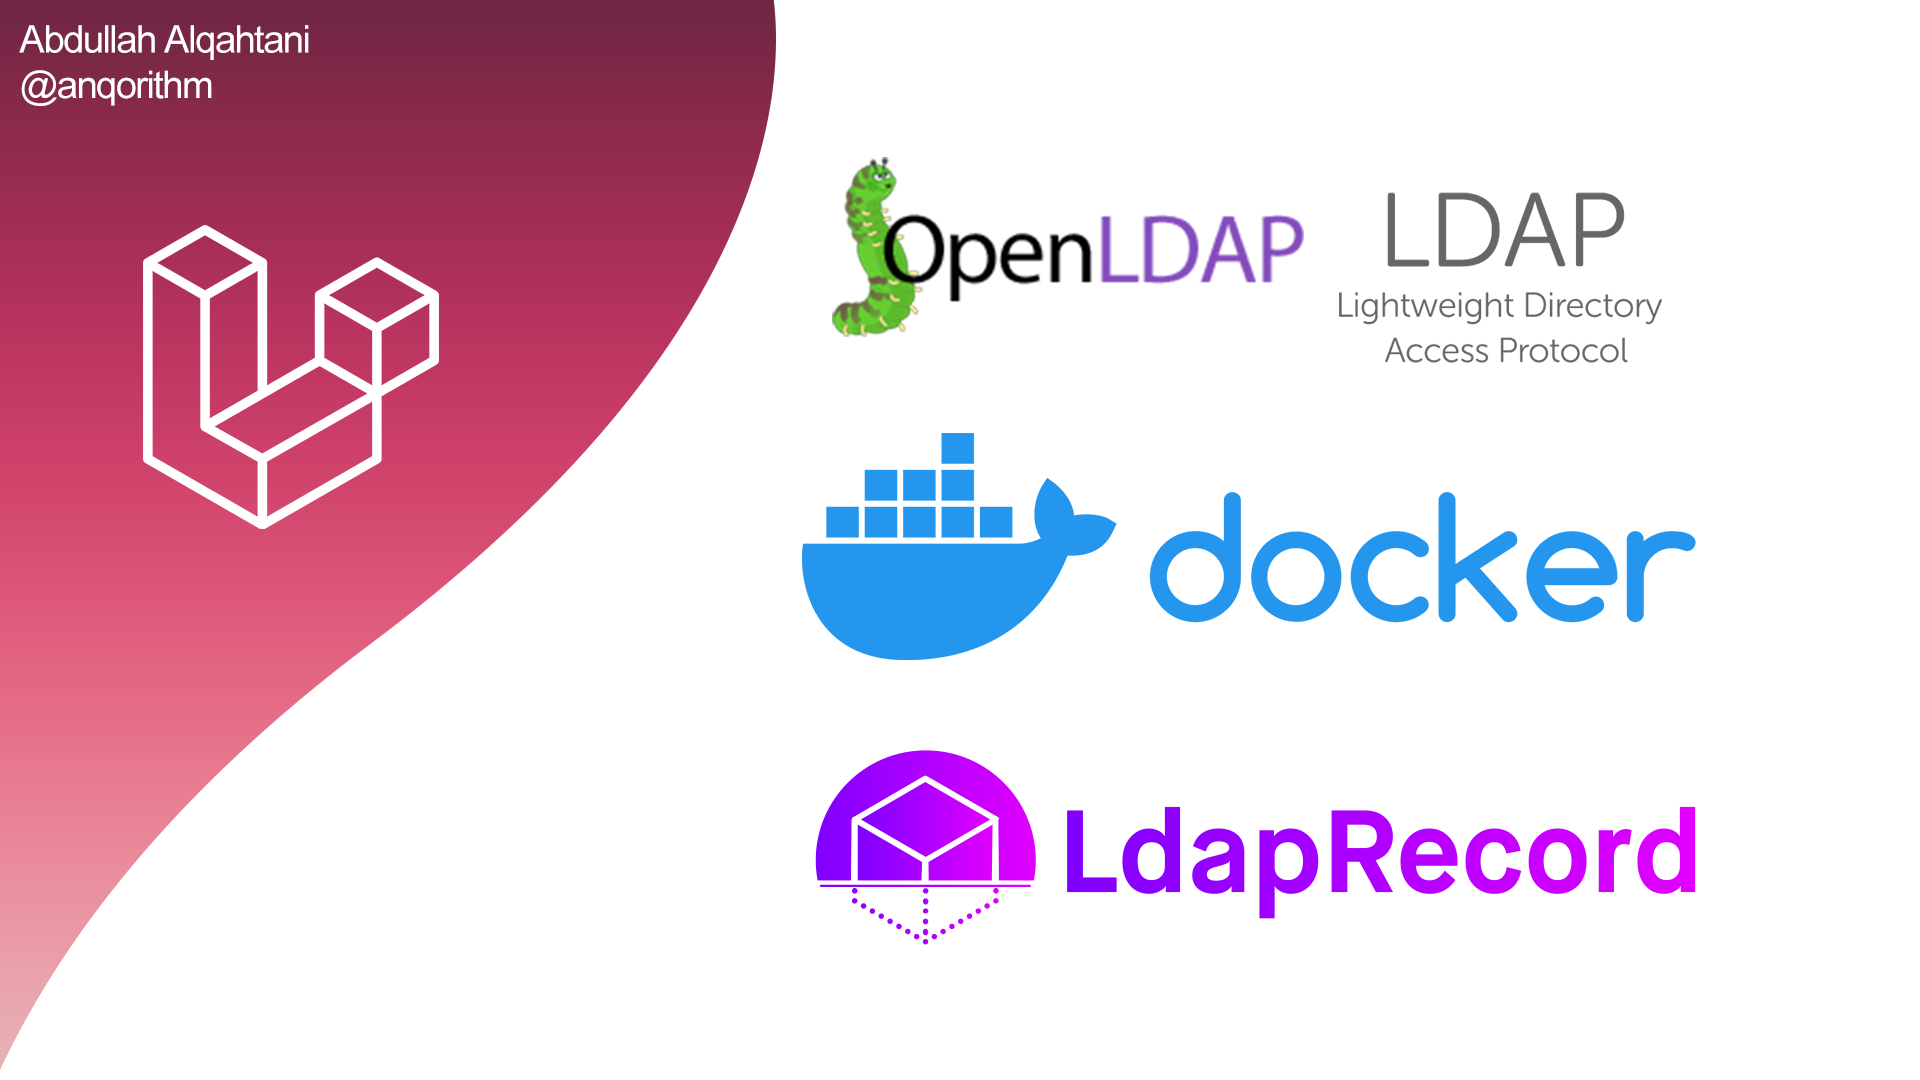 Abdullah Alqahtani
@anqorithm
OpenLDAP
LDAP
Lightweight Directory
Access Protocol
docker
LdapRecord